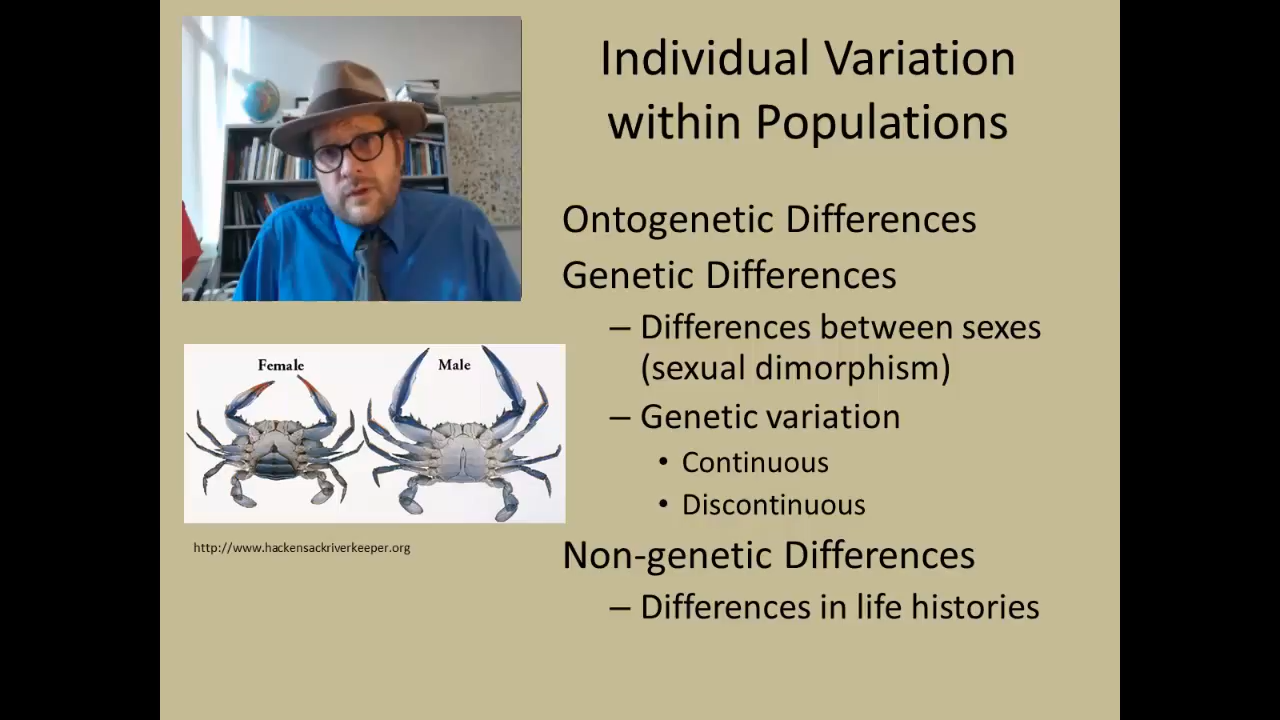 Individual Variation
within Populations
Ontogenetic Differences
Genetic Differences
– Differences between sexes
(sexual dimorphism)
– Genetic variation
• Continuous
• Discontinuous
Non-genetic Differences
– Differences in life histories
Female
Male
http://www.hackensackriverkeeper.org